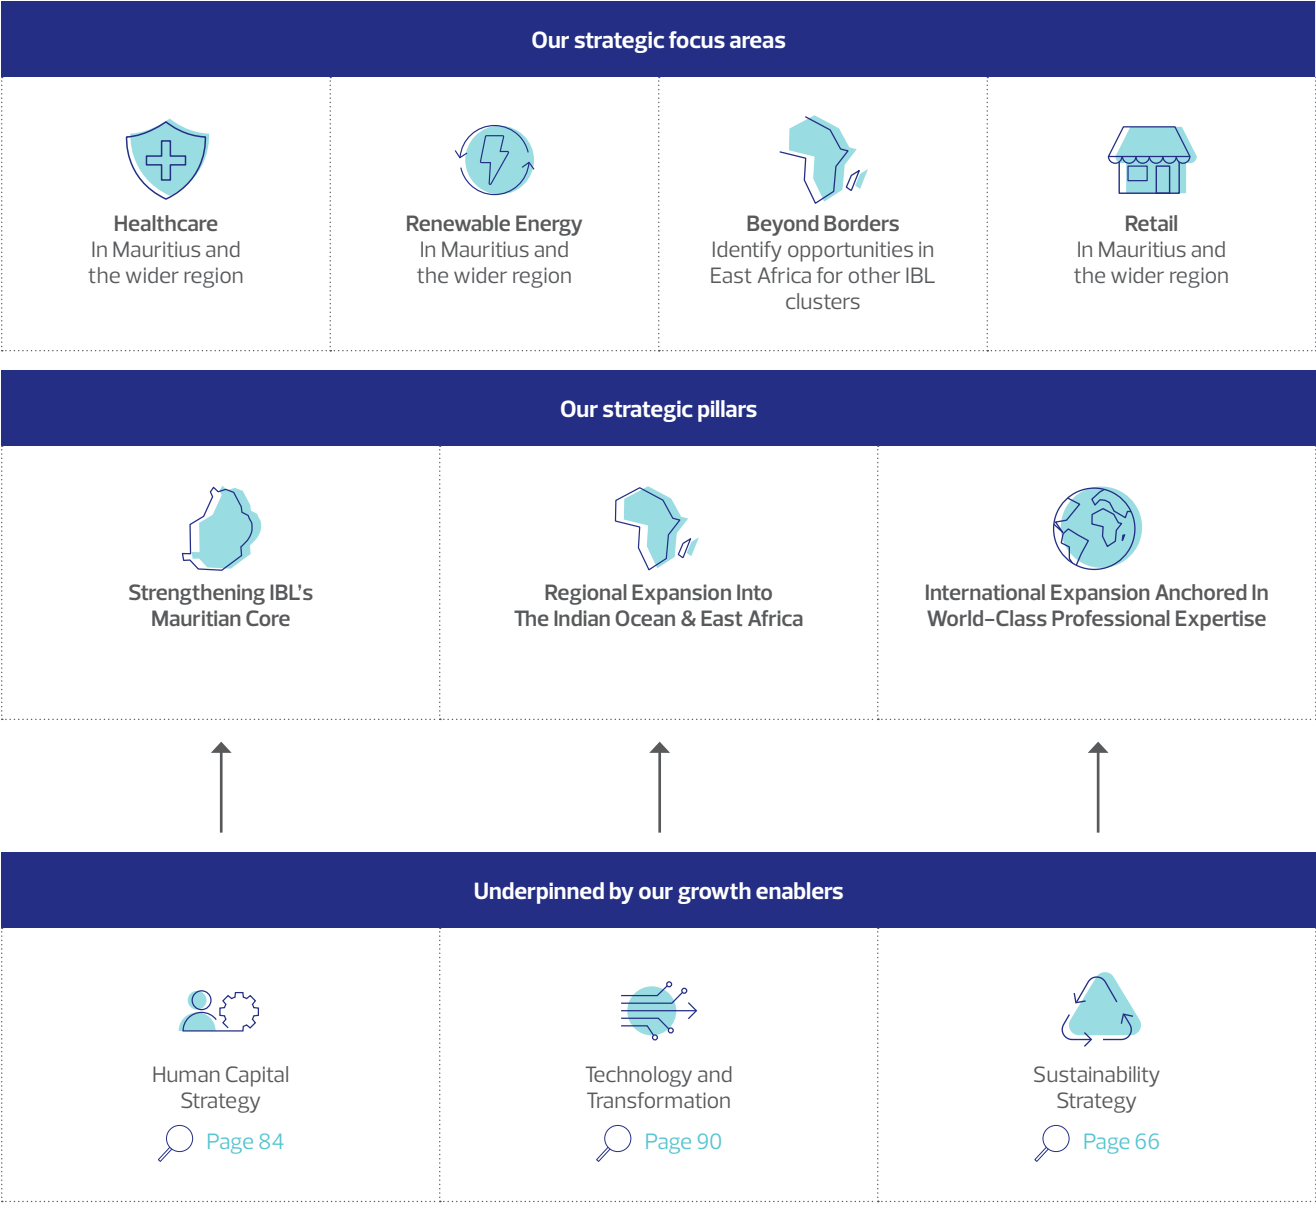 Our strategic focus areas
Healthcare
In Mauritius and
the wider region
Renewable Energy
In Mauritius and
the wider region
Beyond Borders
Identify opportunities in
East Africa for other IBL
clusters
Retail
In Mauritius and
the wider region
Our strategic pillars
Strengthening IBL's
Mauritian Core
Regional Expansion Into
The Indian Ocean & East Africa
International Expansion Anchored In
World-Class Professional Expertise
Underpinned by our growth enablers
Human Capital
Strategy
Page 84
Technology and
Transformation
Page 90
Sustainability
Strategy
Page 66